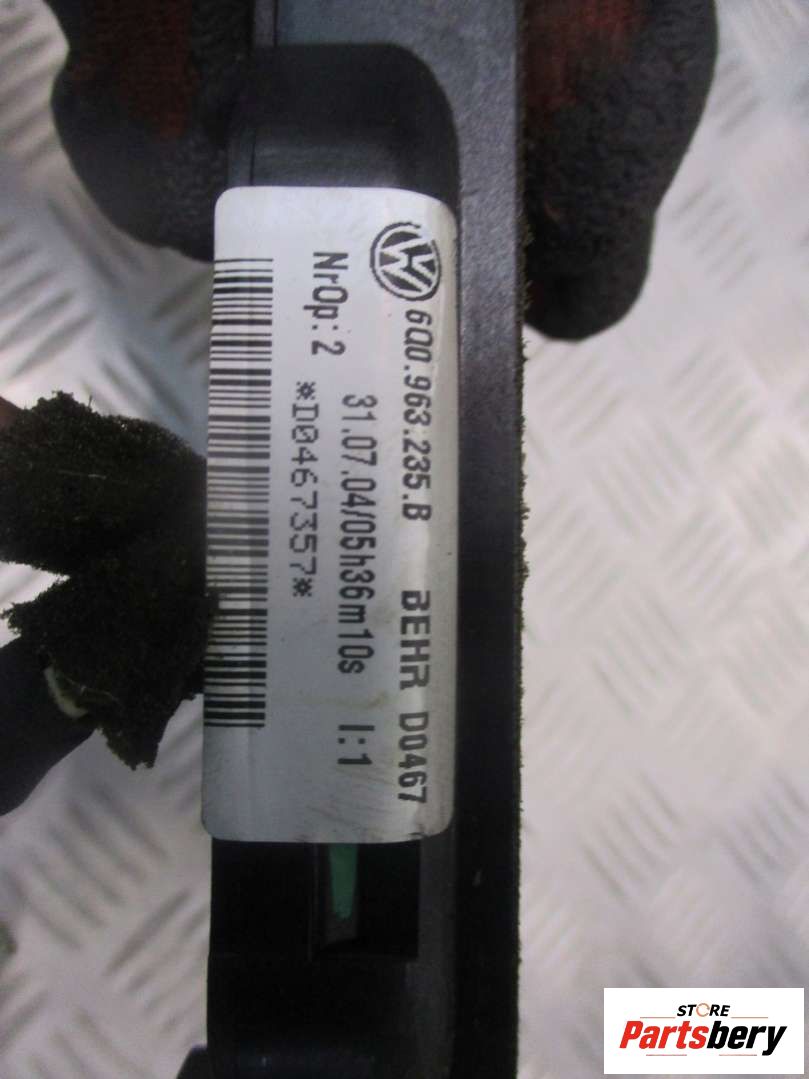 6Q0.963.235.B BEHR D0467
31.07.04/05h36m10s I:1
NrOp:2 *D0467357*
STORE
Partsbery